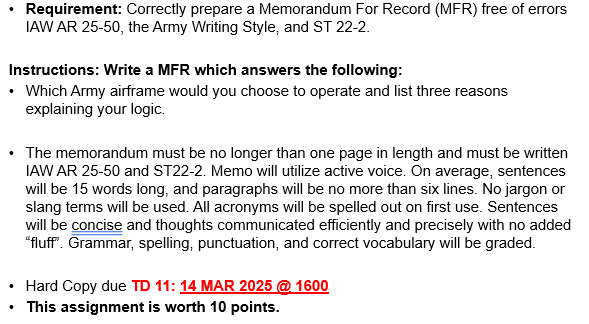 • Requirement: Correctly prepare a Memorandum For Record (MFR) free of errors
IAW AR 25-50, the Army Writing Style, and ST 22-2.
Instructions: Write a MFR which answers the following:
• Which Army airframe would you choose to operate and list three reasons
explaining your logic.
• The memorandum must be no longer than one page in length and must be written
IAW AR 25-50 and ST22-2. Memo will utilize active voice. On average, sentences
will be 15 words long, and paragraphs will be no more than six lines. No jargon or
slang terms will be used. All acronyms will be spelled out on first use. Sentences
will be concise and thoughts communicated efficiently and precisely with no added
“fluff”. Grammar, spelling, punctuation, and correct vocabulary will be graded.
• Hard Copy due TD 11: 14 MAR 2025 @ 1600
• This assignment is worth 10 points.